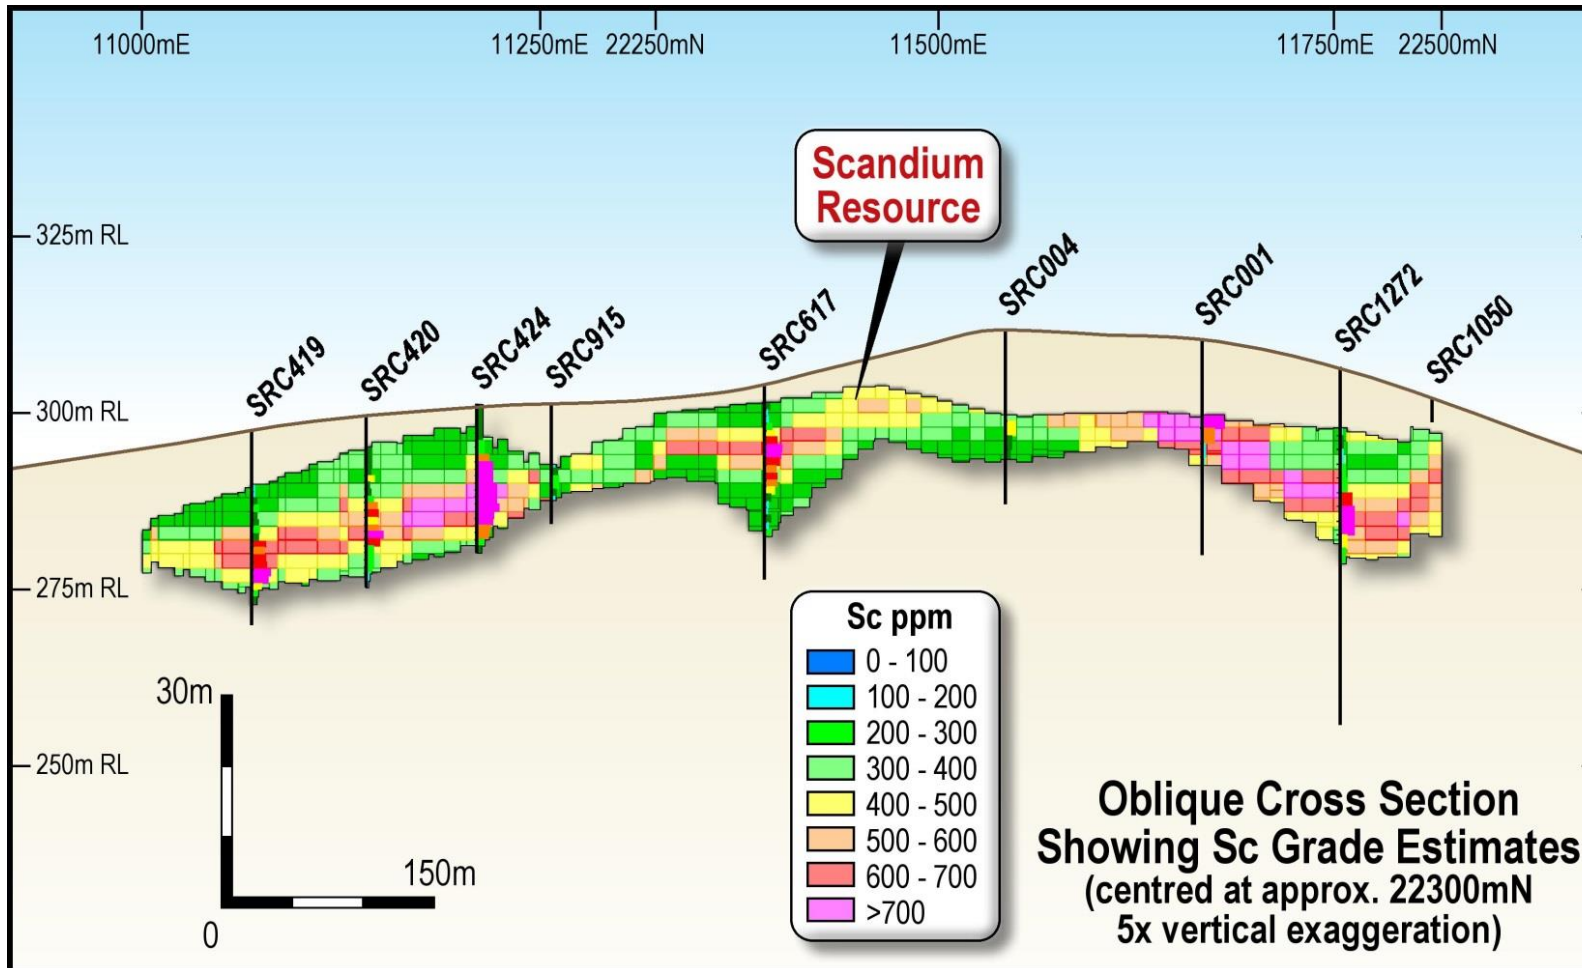 11000mE
11250mE
22250mN
11500mE
11750mE
22500mN
Scandium
Resource
325m RL
300m RL
275m RL
250m RL
SRC419
SRC420
SRC424
SRC915
SRC617
SRC004
SRC001
SRC1272
SRC1050
30m
150m
0
Sc ppm
0 - 100
100 - 200
200 - 300
300 - 400
400 - 500
500 - 600
600 - 700
>700
Oblique Cross Section
Showing Sc Grade Estimates
(centred at approx. 22300mN
5x vertical exaggeration)